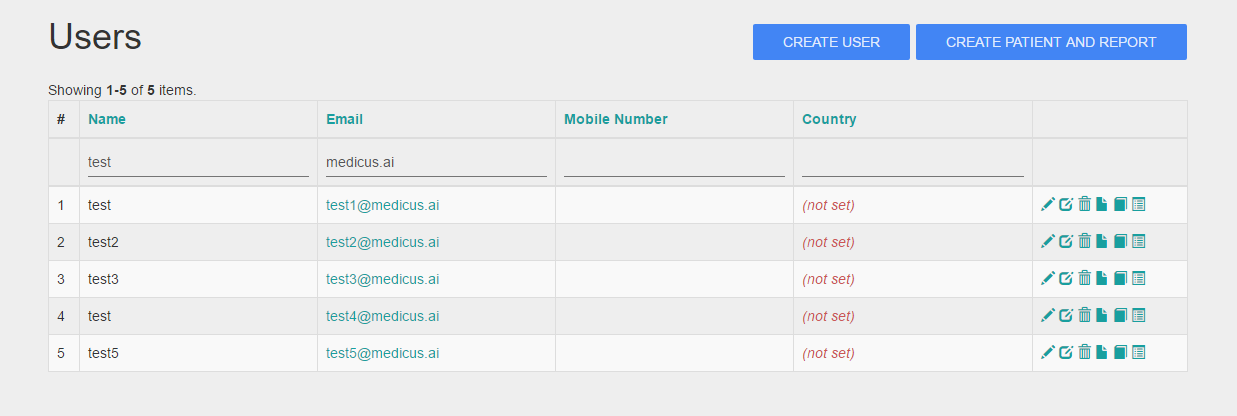 Users
CREATE USER CREATE PATIENT AND REPORT
Showing 1-5 of 5 items.
# Name Email Mobile Number Country
test medicus.ai
1 test test1@medicus.ai (not set)
2 test2 test2@medicus.ai (not set)
3 test3 test3@medicus.ai (not set)
4 test test4@medicus.ai (not set)
5 test5 test5@medicus.ai (not set)